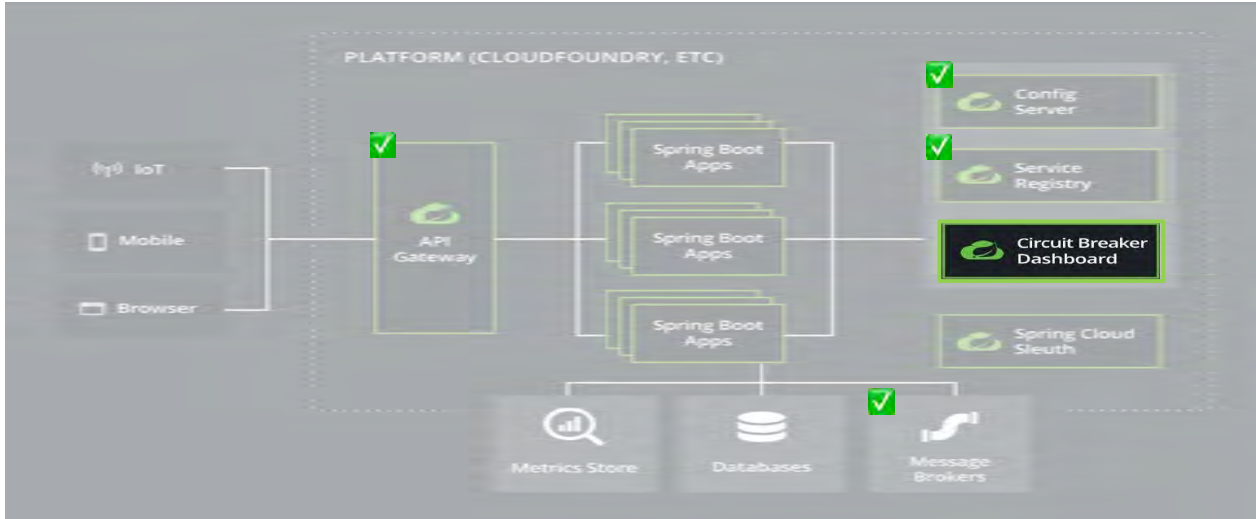 PLATFORM (CLOUDFOUNDRY, ETC)
IoT
Mobile
Browser
API
Gateway
Spring Boot
Apps
Spring Boot
Apps
Spring Boot
Apps
Config
Server
Service
Registry
Circuit Breaker
Dashboard
Spring Cloud
Sleuth
Metrics Store
Databases
Message
Brokers